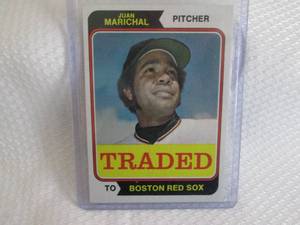 JUAN
MARICHAL
PITCHER
TRADED
TO
BOSTON RED SOX